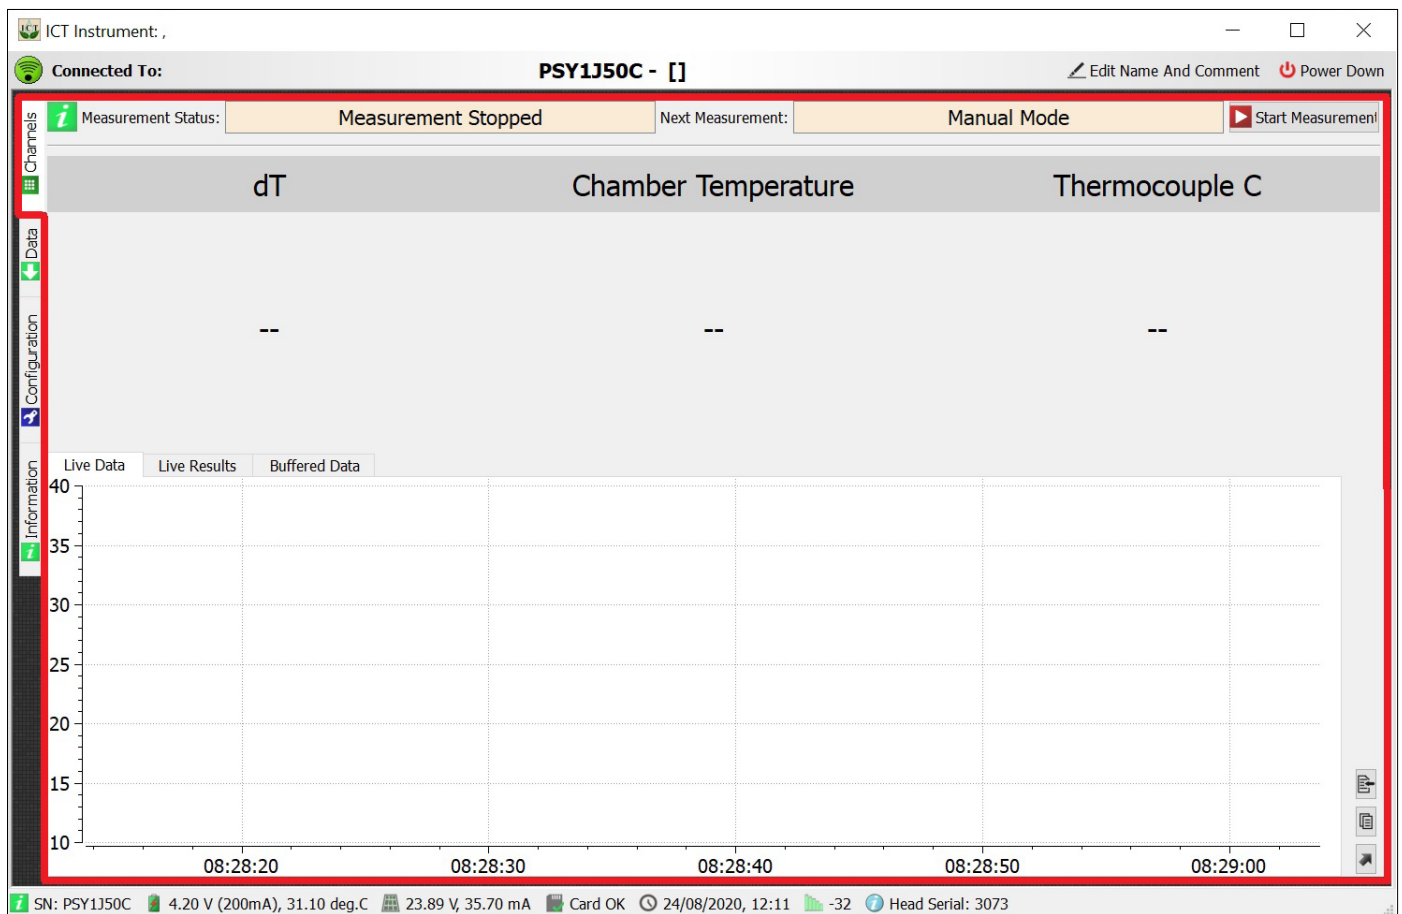 ICT
ICT Instrument: ,
Connected To:
PSY1J50C - []
Edit Name And Comment
Power Down
Channels
Measurement Status:
Measurement Stopped
Next Measurement:
Manual Mode
Start Measurement
dT
Chamber Temperature
Thermocouple C
Data
Configuration
Information
--
--
--
Live Data
Live Results
Buffered Data
40
35
30
25
20
15
10
08:28:20
08:28:30
08:28:40
08:28:50
08:29:00
SN: PSY1J50C
4.20 V (200mA), 31.10 deg.C
23.89 V, 35.70 mA
Card OK
24/08/2020, 12:11
-32
Head Serial: 3073